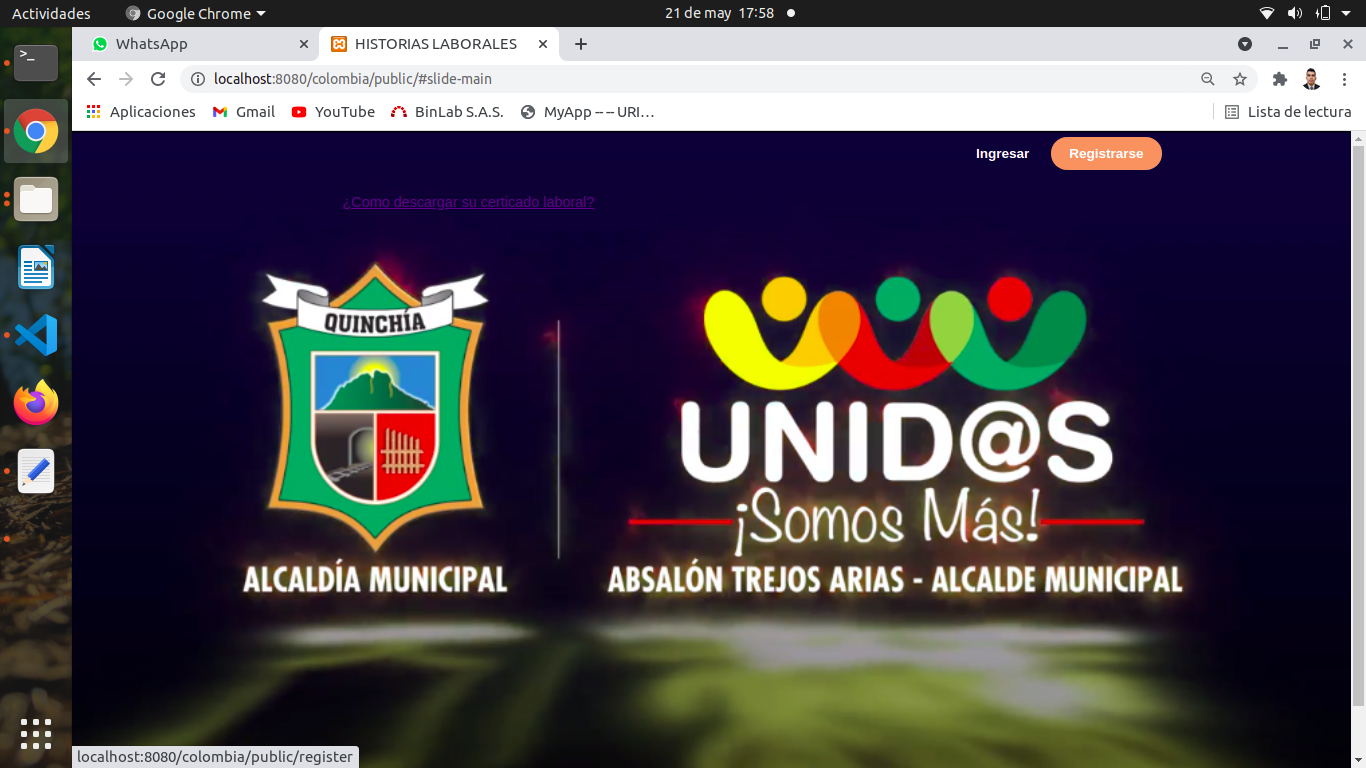 Actividades
Google Chrome
21 de may 17:58
WhatsApp
HISTORIAS LABORALES
localhost:8080/colombia/public/#slide-main
Aplicaciones
Gmail
YouTube
BinLab S.A.S.
MyApp -- -- URI…
Lista de lectura
Ingresar
Registrarse
¿Como descargar su certicado laboral?
QUINCHÍA
ALCALDÍA MUNICIPAL
UNID@S
¡Somos Más!
ABSALÓN TREJOS ARIAS - ALCALDE MUNICIPAL
localhost:8080/colombia/public/register